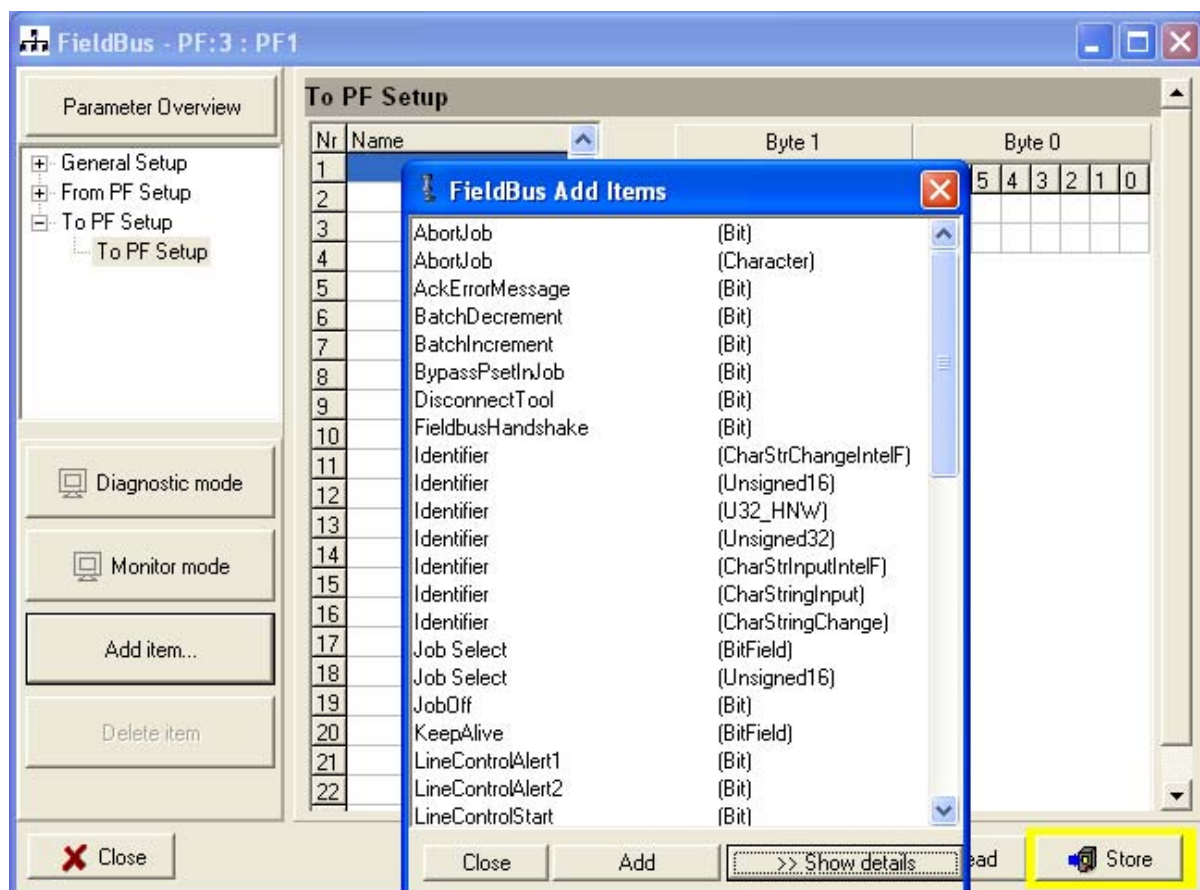 FieldBus - PF:3 : PF1
Parameter Overview
General Setup
From PF Setup
To PF Setup
To PF Setup
Diagnostic mode
Monitor mode
Add item...
Delete item
Close
To PF Setup
Nr Name
Byte 1 Byte 0
5 4 3 2 1 0
1
2
3
4
5
6
7
8
9
10
11
12
13
14
15
16
17
18
19
20
21
22
FieldBus Add Items
AbortJob (Bit)
AbortJob (Character)
AckErrorMessage (Bit)
BatchDecrement (Bit)
BatchIncrement (Bit)
BypassPsetInJob (Bit)
DisconnectTool (Bit)
FieldbusHandshake (Bit)
Identifier (CharStrChangeIntelF)
Identifier (Unsigned16)
Identifier (U32_HNW)
Identifier (Unsigned32)
Identifier (CharStrInputIntelF)
Identifier (CharStringInput)
Identifier (CharStringChange)
Job Select (BitField)
Job Select (Unsigned16)
JobOff (Bit)
KeepAlive (BitField)
LineControlAlert1 (Bit)
LineControlAlert2 (Bit)
LineControlStart (Bit)
Close Add >> Show details
ead Store